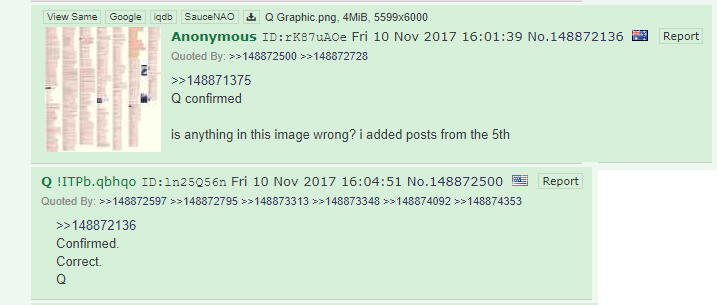 View Same Google iqdb SauceNAO Q Graphic.png, 4MiB, 5599x6000
Anonymous ID:rK87uAOe Fri 10 Nov 2017 16:01:39 No.148872136 Report
Quoted By: >>148872500 >>148872728
>>148871375
Q confirmed
is anything in this image wrong? i added posts from the 5th
Q !ITPb.qbhqo ID:ln25Q56n Fri 10 Nov 2017 16:04:51 No.148872500 Report
Quoted By: >>148872597 >>148872795 >>148873313 >>148873348 >>148874092 >>148874353
>>148872136
Confirmed.
Correct.
Q